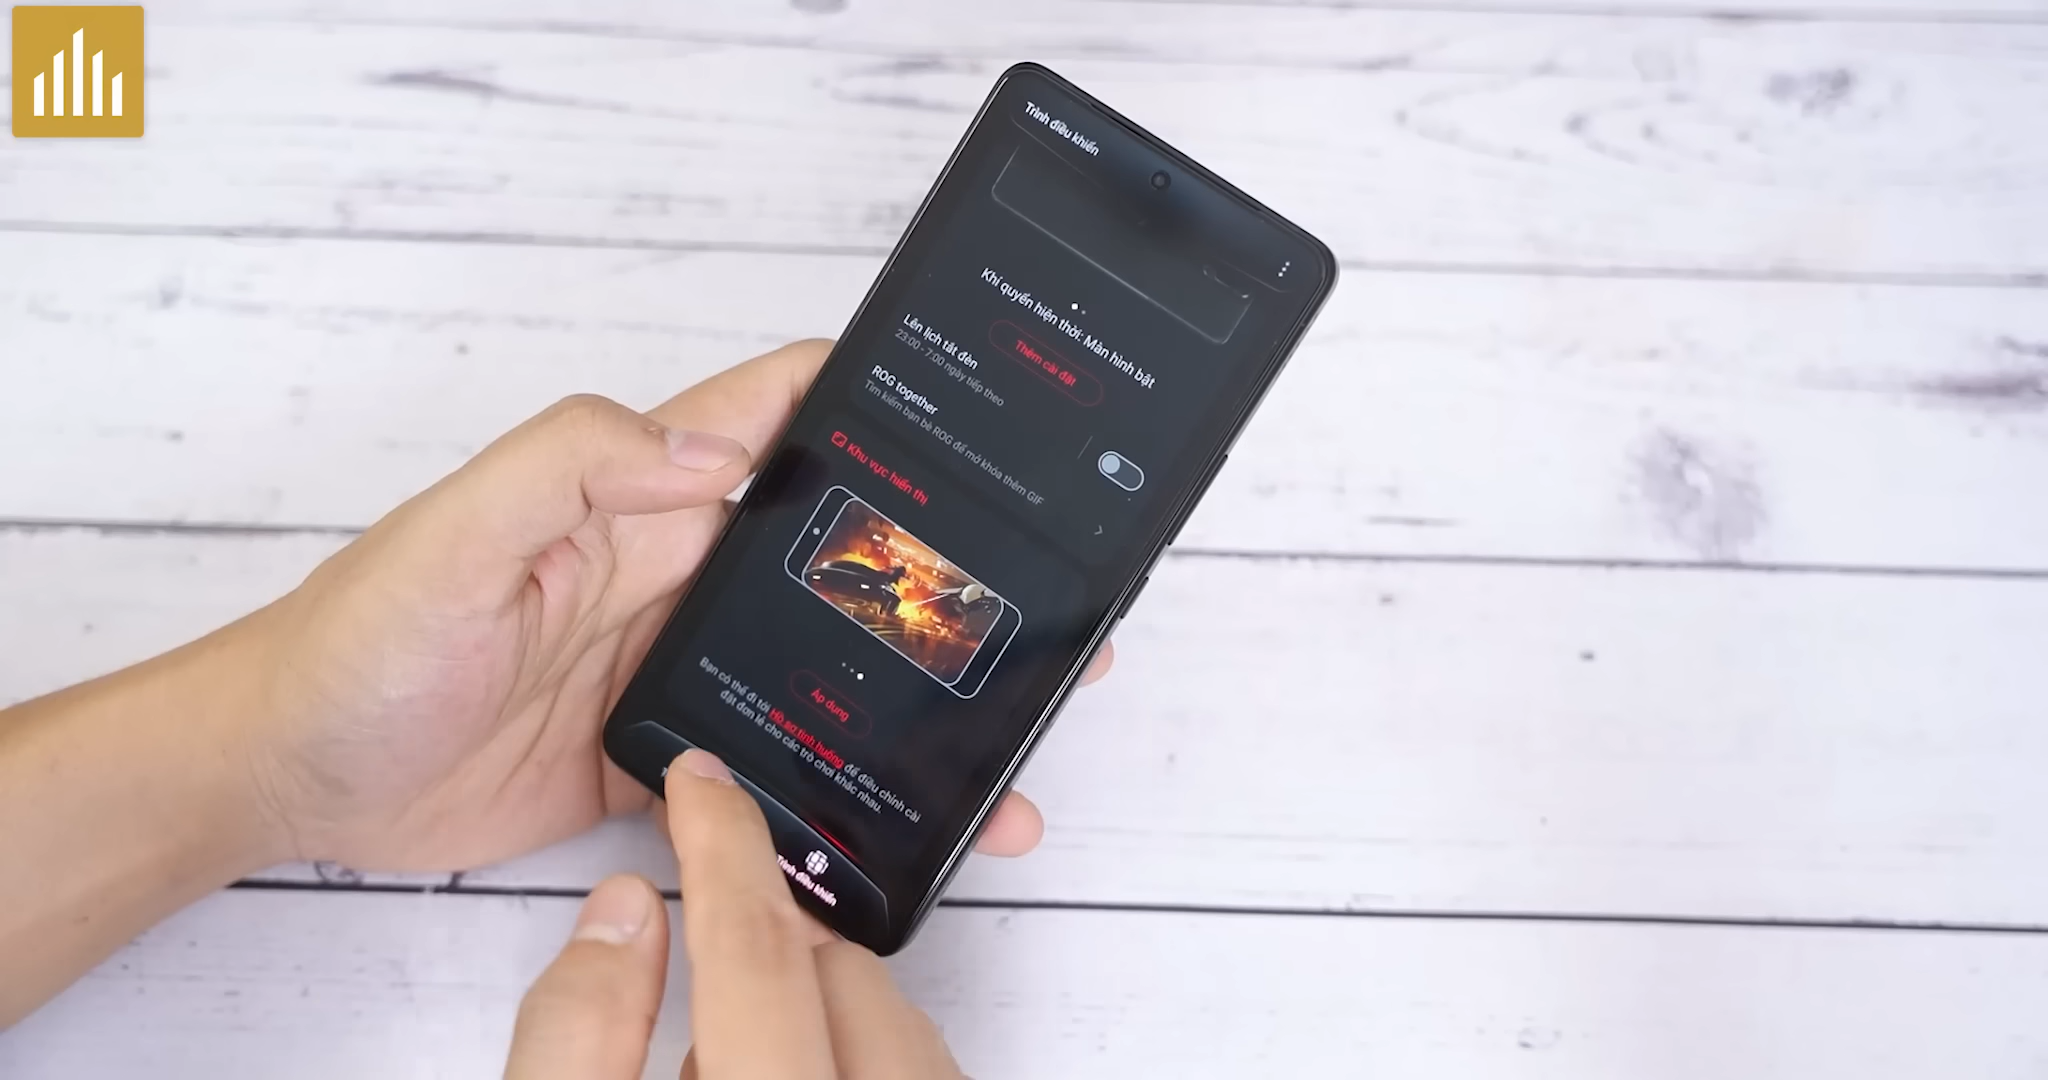 Trình điều khiển
Khí quyển hiện thời: Màn hình bật
Thêm cài đặt
Lên lịch tắt đèn
23:00 - 7:00 ngày tiếp theo
ROG together
Tìm kiếm bạn bè ROG để mở khóa thêm GIF
Khu vực hiển thị
Áp dụng
Bạn có thể đi tới Hồ sơ tình huống để điều chỉnh cài
đặt đơn lẻ cho các trò chơi khác nhau.
Trình điều khiển